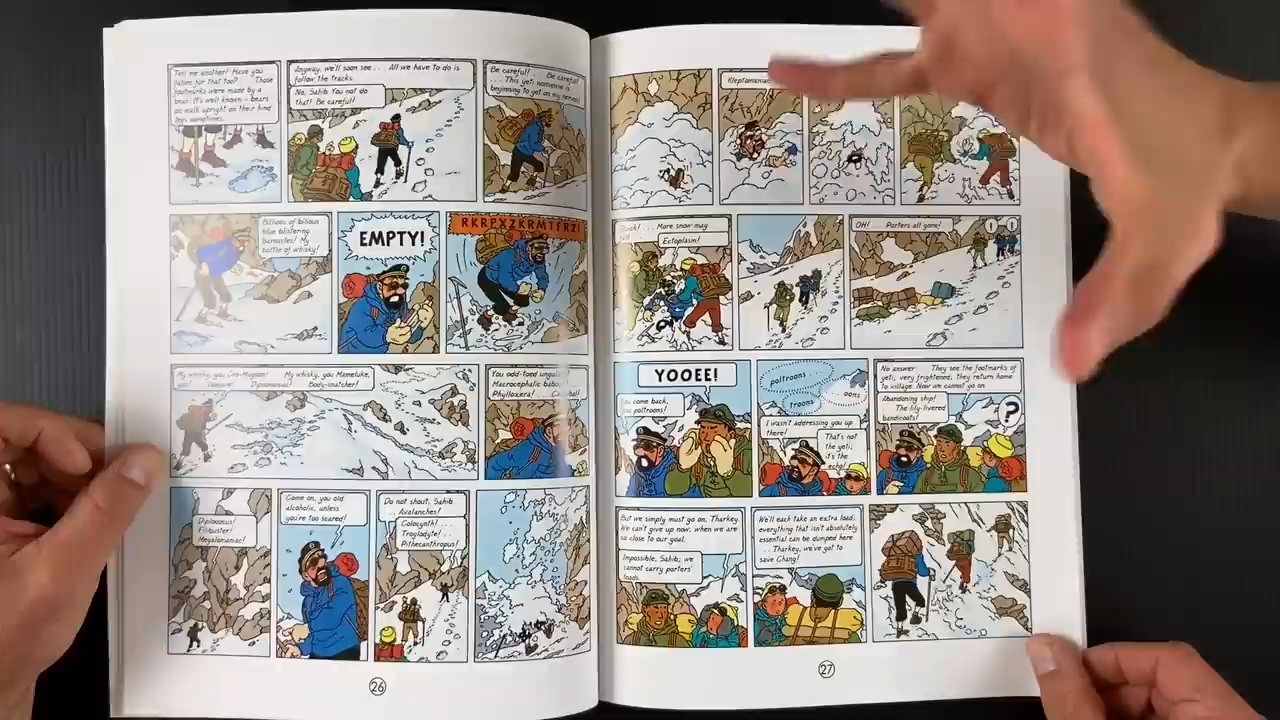 Tell me another! Have you
fallen for that too? Those
footmarks were made by a
bear. It's well known - bears
do walk upright on their hind
legs sometimes.
Anyway, we'll soon see ... All we have to do is
follow the tracks.
No, Sahib You not do
that! Be careful!
Be careful! Be careful!
... This yeti nonsense is
beginning to get on my nerves!
Billions of bilious
blue blistering
barnacles! My
bottle of whisky!
EMPTY!
RKRPXZKRMTFRZ!
My whisky, you Cro-Magnon! My whisky, you Mameluke,
you! Vampire! Dipsomaniac! Body-snatcher!
You odd-toed
Macrocephalic
Phylloxera!
Diplodocus!
Filibuster!
Megalomaniac!
Come on, you old
alcoholic, unless
you're too scared!
Do not shout, Sahib
.. Avalanches!
Colocynth! ...
Troglodyte! ..
Pithecanthropus!
26
More snow may
fall
Ectoplasm!
OH! Porters all gone!
! !
YOOEE!
You come back,
you poltroons!
poltroons ...
troons
oons
I wasn't addressing you up
there!
That's not
the yeti,
it's the
echo!
No answer They see the footmarks of
yeti; very frightened; they return home
to village. Now we cannot go on.
Abandoning ship!
The lily-livered
bandicoots!
?
But we simply must go on, Tharkey.
We can't give up now, when we are
so close to our goal.
Impossible, Sahib; we
cannot carry porters'
loads.
We'll each take an extra load;
everything that isn't absolutely
essential can be dumped here
.. Tharkey, we've got to
save Chang!
27